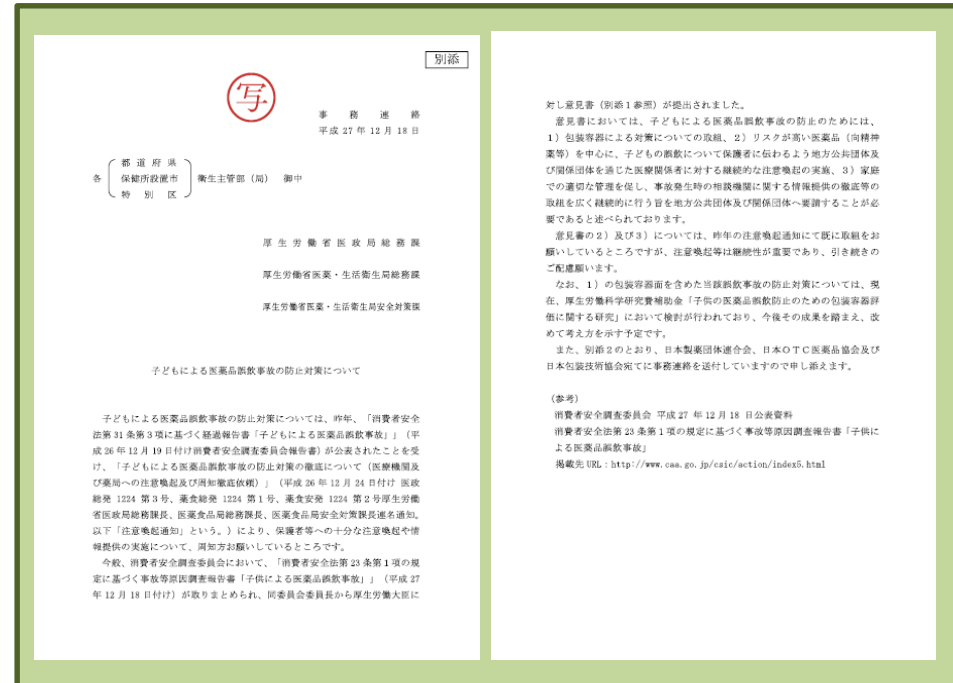 別添
写
事務連絡
平成 27 年 12 月 18 日
都道府県
各 保健所設置市 衛生主管部（局） 御中
特別区
厚生労働省医政局総務課
厚生労働省医薬・生活衛生局総務課
厚生労働省医薬・生活衛生局安全対策課
子どもによる医薬品誤飲事故の防止対策について
子どもによる医薬品誤飲事故の防止対策については、昨年、「消費者安全
法第 31 条第 3 項に基づく経過報告書「子どもによる医薬品誤飲事故」」（平
成 26 年 12 月 19 日付け消費者安全調査委員会報告書）が公表されたことを受
け、「子どもによる医薬品誤飲事故の防止対策の徹底について（医療機関及
び薬局への注意喚起及び周知徹底依頼）」（平成 26 年 12 月 24 日付け 医政
総発 1224 第 3 号、薬食総発 1224 第 1 号、薬食安発 1224 第 2 号厚生労働
省医政局総務課長、医薬食品局総務課長、医薬食品局安全対策課長連名通知。
以下「注意喚起通知」という。）により、保護者等への十分な注意喚起や情
報提供の実施について、周知方お願いしているところです。
今般、消費者安全調査委員会において、「消費者安全法第 23 条第 1 項の規
定に基づく事故等原因調査報告書「子供による医薬品誤飲事故」」（平成 27
年 12 月 18 日付け）が取りまとめられ、同委員会委員長から厚生労働大臣に
対し意見書（別添１参照）が提出されました。
意見書においては、子どもによる医薬品誤飲事故の防止のためには、
１）包装容器による対策についての取組、２）リスクが高い医薬品（向精神
薬等）を中心に、子どもの誤飲について保護者に伝わるよう地方公共団体及
び関係団体を通じた医療関係者に対する継続的な注意喚起の実施、３）家庭
での適切な管理を促し、事故発生時の相談機関に関する情報提供の徹底等の
取組を広く継続的に行う旨を地方公共団体及び関係団体へ要請することが必
要であると述べられております。
意見書の２）及び３）については、昨年の注意喚起通知にて既に取組をお
願いしているところですが、注意喚起等は継続性が重要であり、引き続きの
ご配慮願います。
なお、１）の包装容器面を含めた当該誤飲事故の防止対策については、現
在、厚生労働科学研究費補助金「子供の医薬品誤飲防止のための包装容器評
価に関する研究」において検討が行われており、今後その成果を踏まえ、改
めて考え方を示す予定です。
また、別添２のとおり、日本製薬団体連合会、日本ＯＴＣ医薬品協会及び
日本包装技術協会宛てに事務連絡を送付していますので申し添えます。
（参考）
消費者安全調査委員会 平成 27 年 12 月 18 日公表資料
消費者安全法第 23 条第 1 項の規定に基づく事故等原因調査報告書「子供に
よる医薬品誤飲事故」
掲載先 URL：http://www.caa.go.jp/csic/action/index5.html